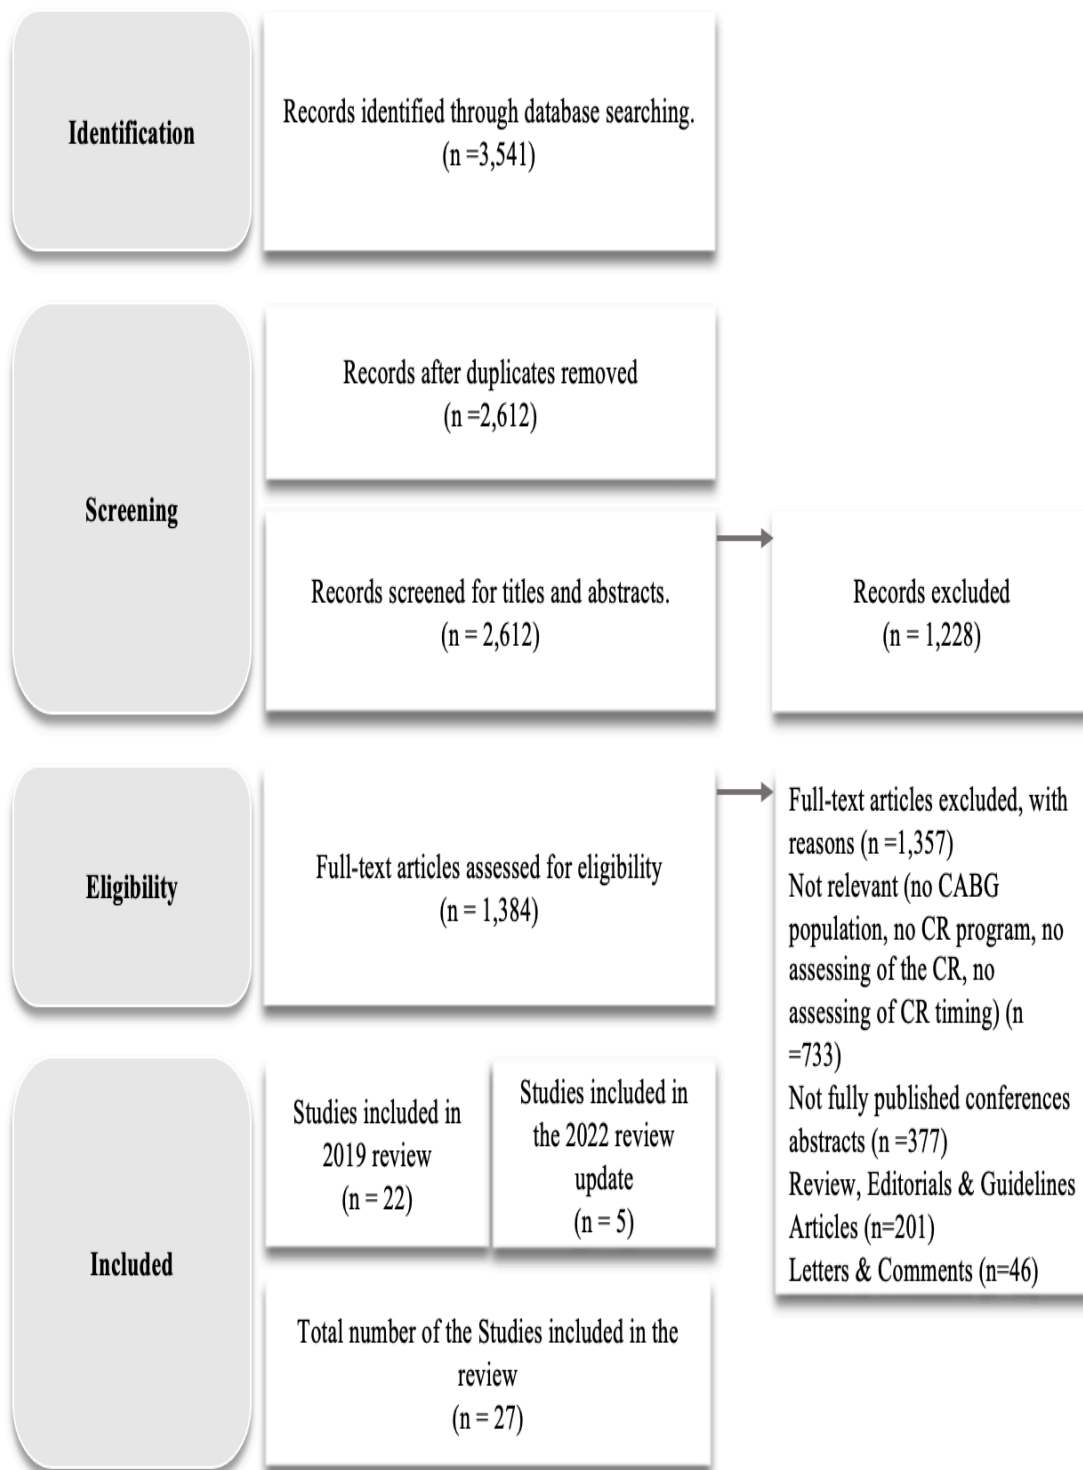 Identification
Records identified through database searching.
(n =3,541)
Screening
Records after duplicates removed
(n =2,612)
Records screened for titles and abstracts.
(n = 2,612)
Records excluded
(n = 1,228)
Eligibility
Full-text articles assessed for eligibility
(n = 1,384)
Full-text articles excluded, with
reasons (n =1,357)
Not relevant (no CABG
population, no CR program, no
assessing of the CR, no
assessing of CR timing) (n
=733)
Not fully published conferences
abstracts (n =377)
Review, Editorials & Guidelines
Articles (n=201)
Letters & Comments (n=46)
Included
Studies included in
2019 review
(n = 22)
Studies included in
the 2022 review
update
(n = 5)
Total number of the Studies included in the
review
(n = 27)